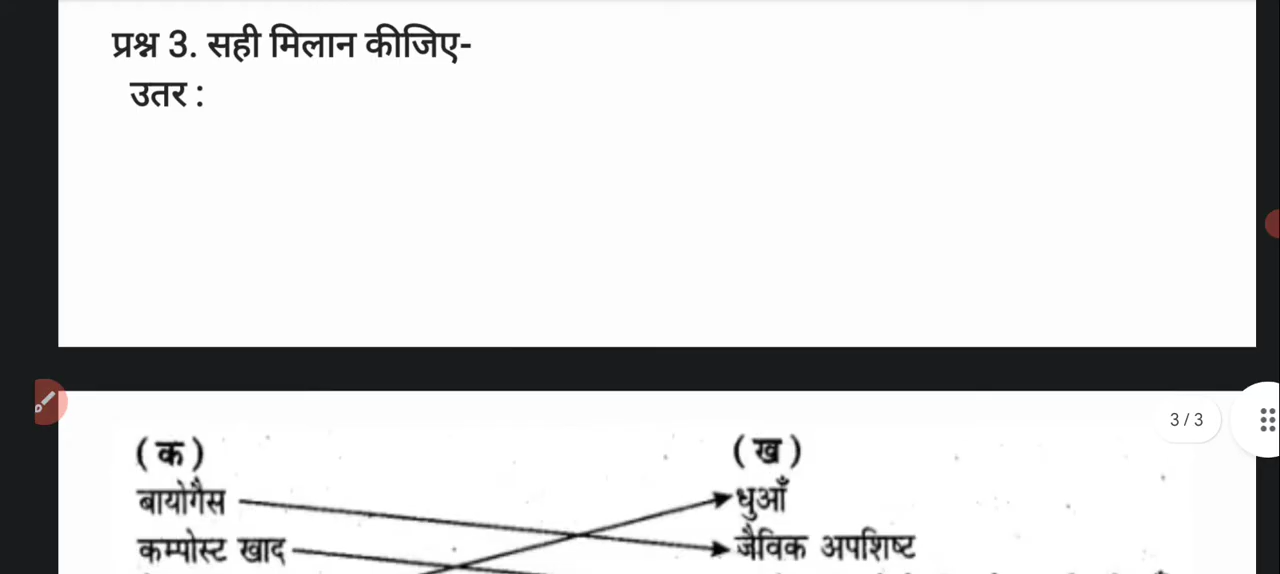 प्रश्न 3. सही मिलान कीजिए-
उतर :
3 / 3
(क) (ख)
बायोगैस धुआँ
कम्पोस्ट खाद जैविक अपशिष्ट